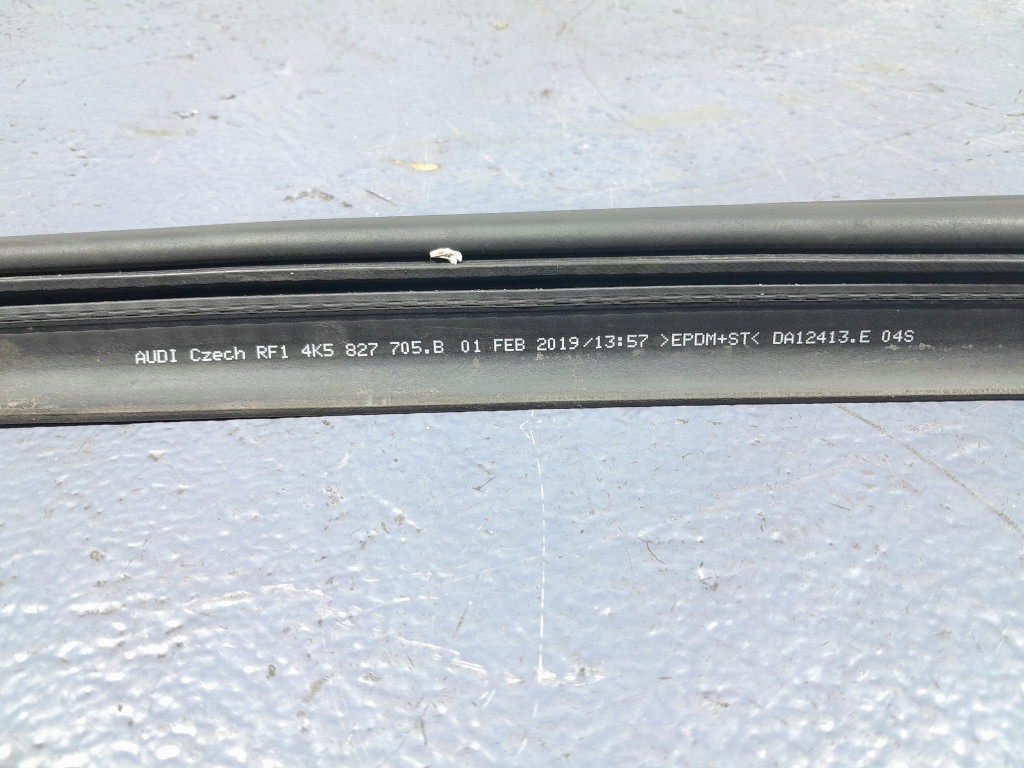 AUDI Czech RF1 4K5 827 705.B 01 FEB 2019/13:57 >EPDM+ST< DA12413.E 04S